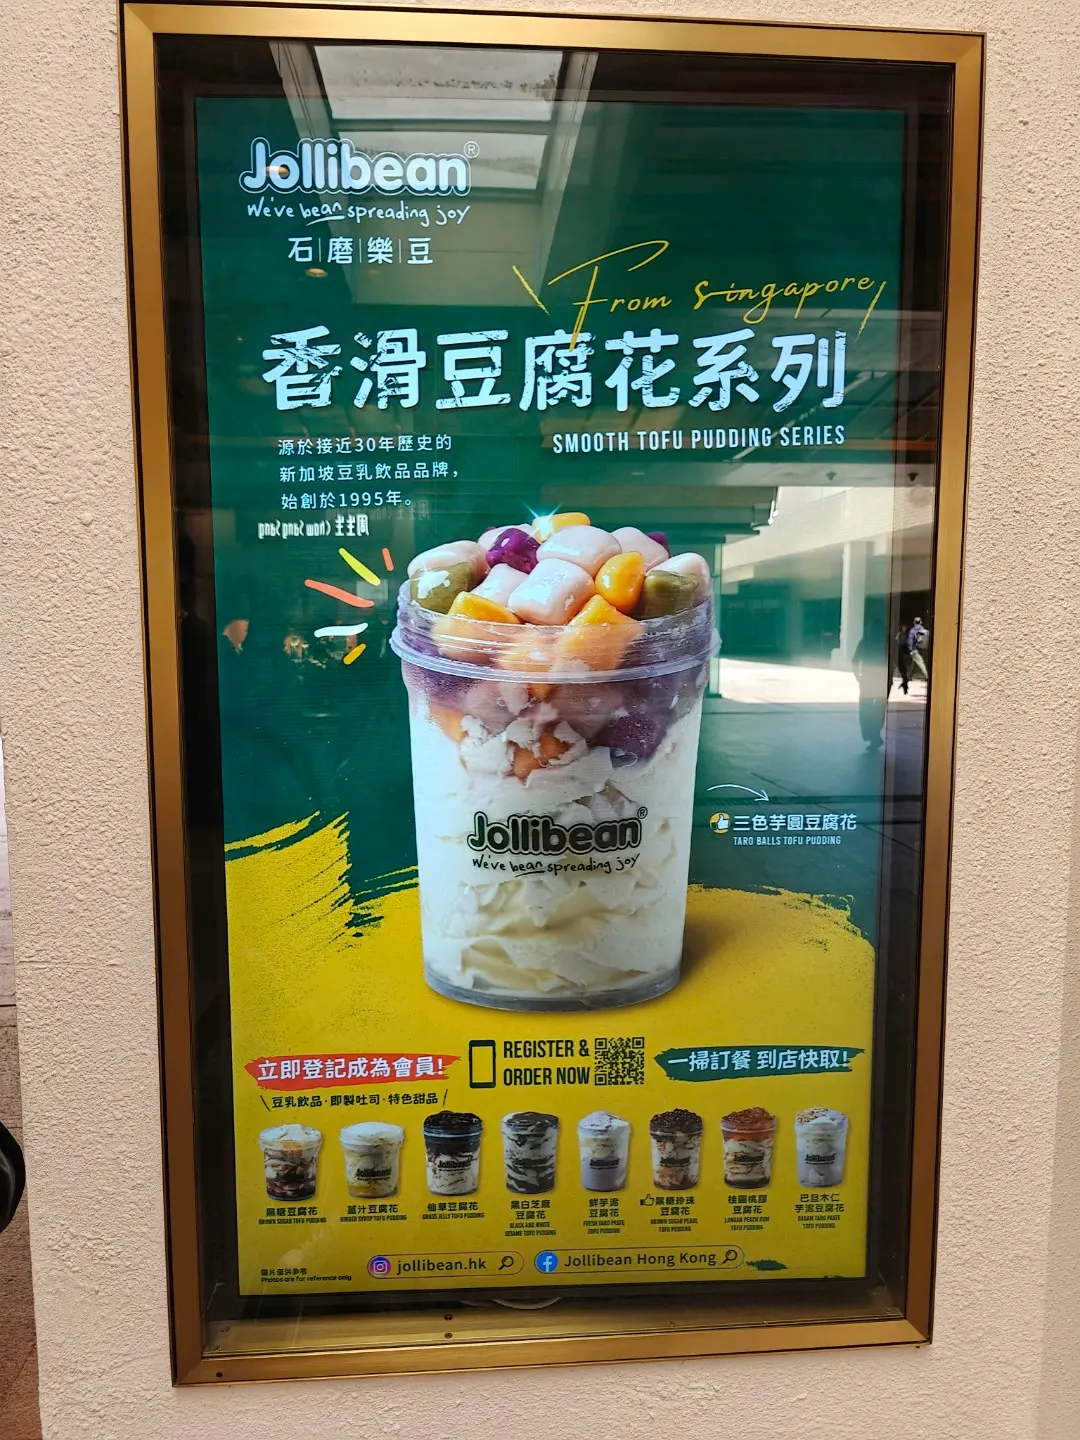 Jollibean®
We've bean spreading joy
石|磨|樂|豆
From Singapore
香滑豆腐花系列
SMOOTH TOFU PUDDING SERIES
源於接近30年歷史的
新加坡豆乳飲品品牌，
始創於1995年。
Jollibean®
We've bean spreading joy
三色芋圓豆腐花
TARO BALLS TOFU PUDDING
立即登記成為會員!
豆乳飲品·即製吐司·特色甜品
REGISTER &
ORDER NOW
一掃訂餐 到店快取!
黑糖豆腐花
BROWN SUGAR TOFU PUDDING
薑汁豆腐花
GINGER SYRUP TOFU PUDDING
仙草豆腐花
GRASS JELLY TOFU PUDDING
黑白芝麻
豆腐花
BLACK AND WHITE
SESAME TOFU PUDDING
鮮芋泥
豆腐花
FRESH TARO PASTE
TOFU PUDDING
黑糖珍珠
豆腐花
BROWN SUGAR PEARL
TOFU PUDDING
桂圓桃膠
豆腐花
LONGAN PEACH GUM
TOFU PUDDING
巴旦木仁
芋泥豆腐花
BADAM TARO PASTE
TOFU PUDDING
圖片僅供參考
Photos are for reference only
jollibean.hk
Jollibean Hong Kong